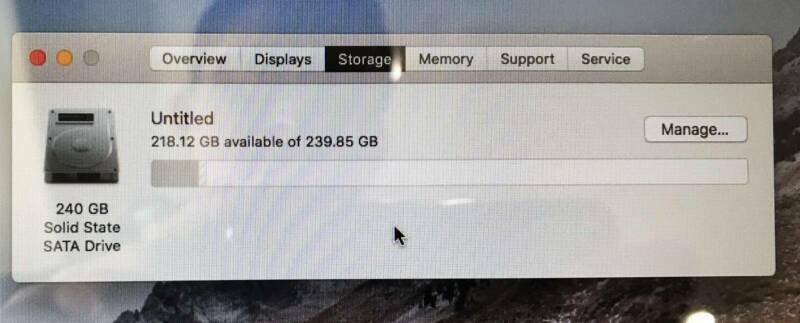 Overview Displays Storage Memory Support Service
Untitled
218.12 GB available of 239.85 GB
Manage...
240 GB
Solid State
SATA Drive